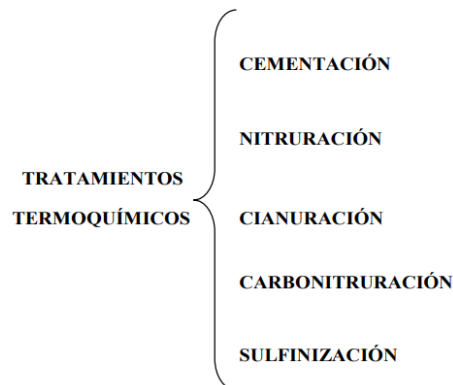 CEMENTACIÓN
NITRURACIÓN
TRATAMIENTOS
TERMOQUÍMICOS
CIANURACIÓN
CARBONITRURACIÓN
SULFINIZACIÓN